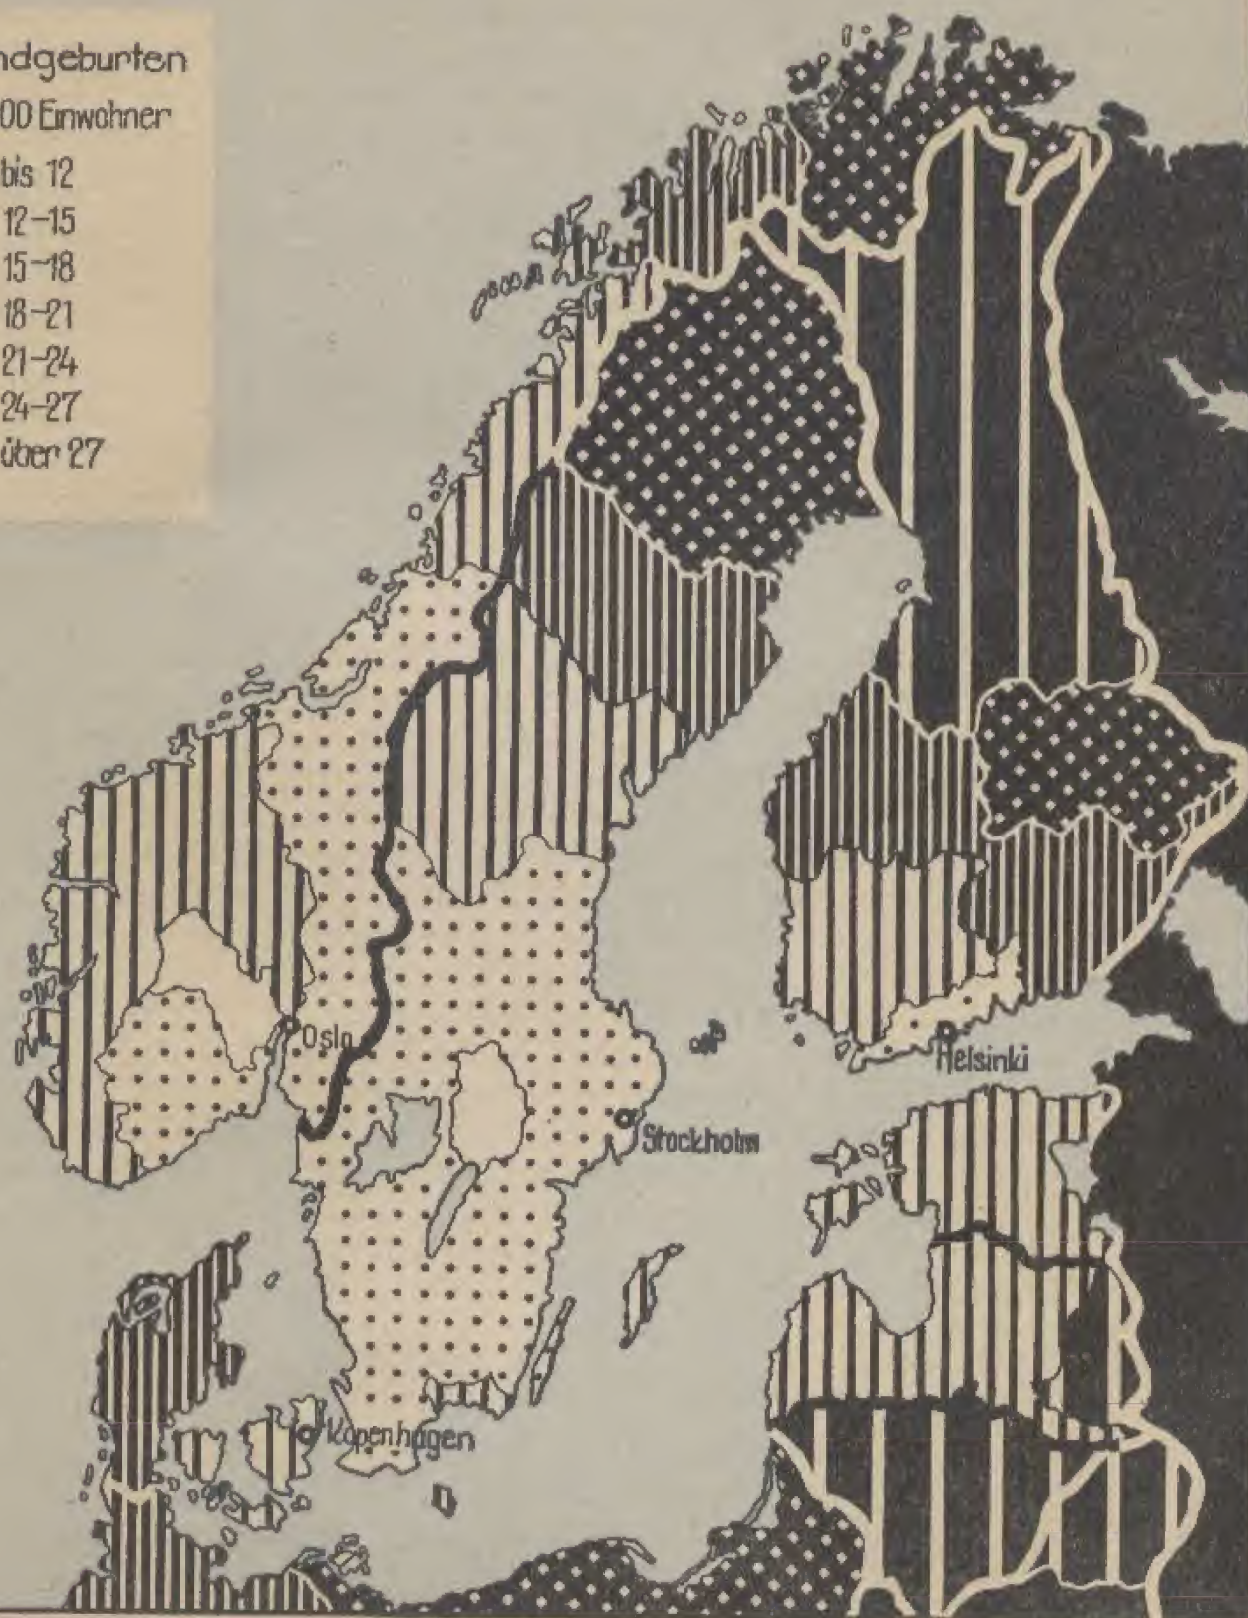 ndgeburten
00 Einwohner
bis 12
12–15
15–18
18–21
21–24
24–27
über 27
Oslo
Helsinki
Stockholm
Kopenhagen